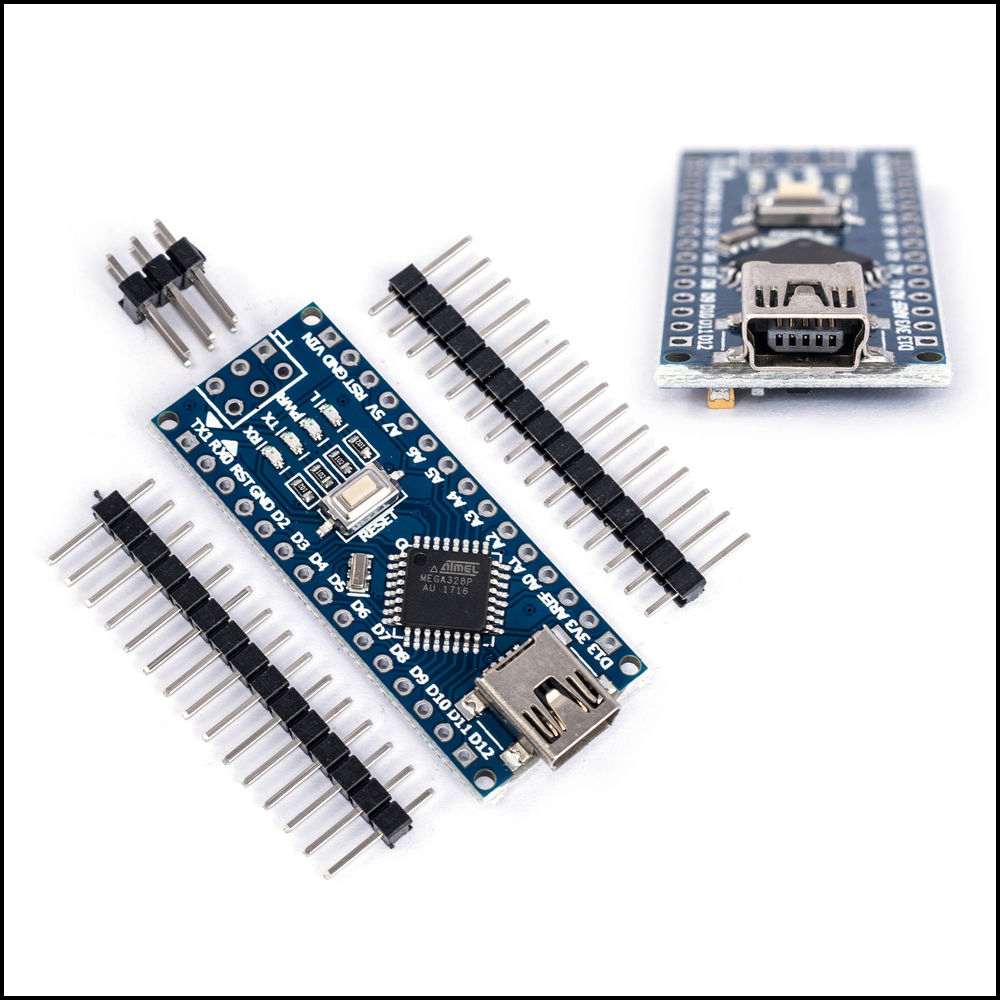 VIN
GND
RST
5V
A7
A6
A5
A4
A3
A2
A1
A0
AREF
3V3
D13
L
PWR
TX
RX
TX1
RX0
RST
GND
D2
D3
D4
D5
D6
D7
D8
D9
D10
D11
D12
RESET
ATMEL
MEGA328P
AU 1716
D12
D11
D10
D9
D13
3V3
AREF